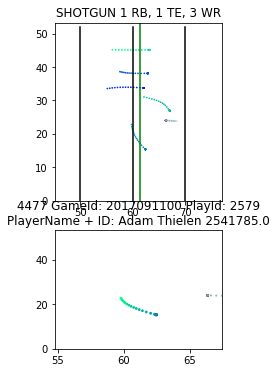 SHOTGUN 1 RB, 1 TE, 3 WR
50
40
30
20
10
0
50 60 70
4477 GameId: 2017091100 PlayId: 2579
PlayerName + ID: Adam Thielen 2541785.0
40
20
0
55 60 65